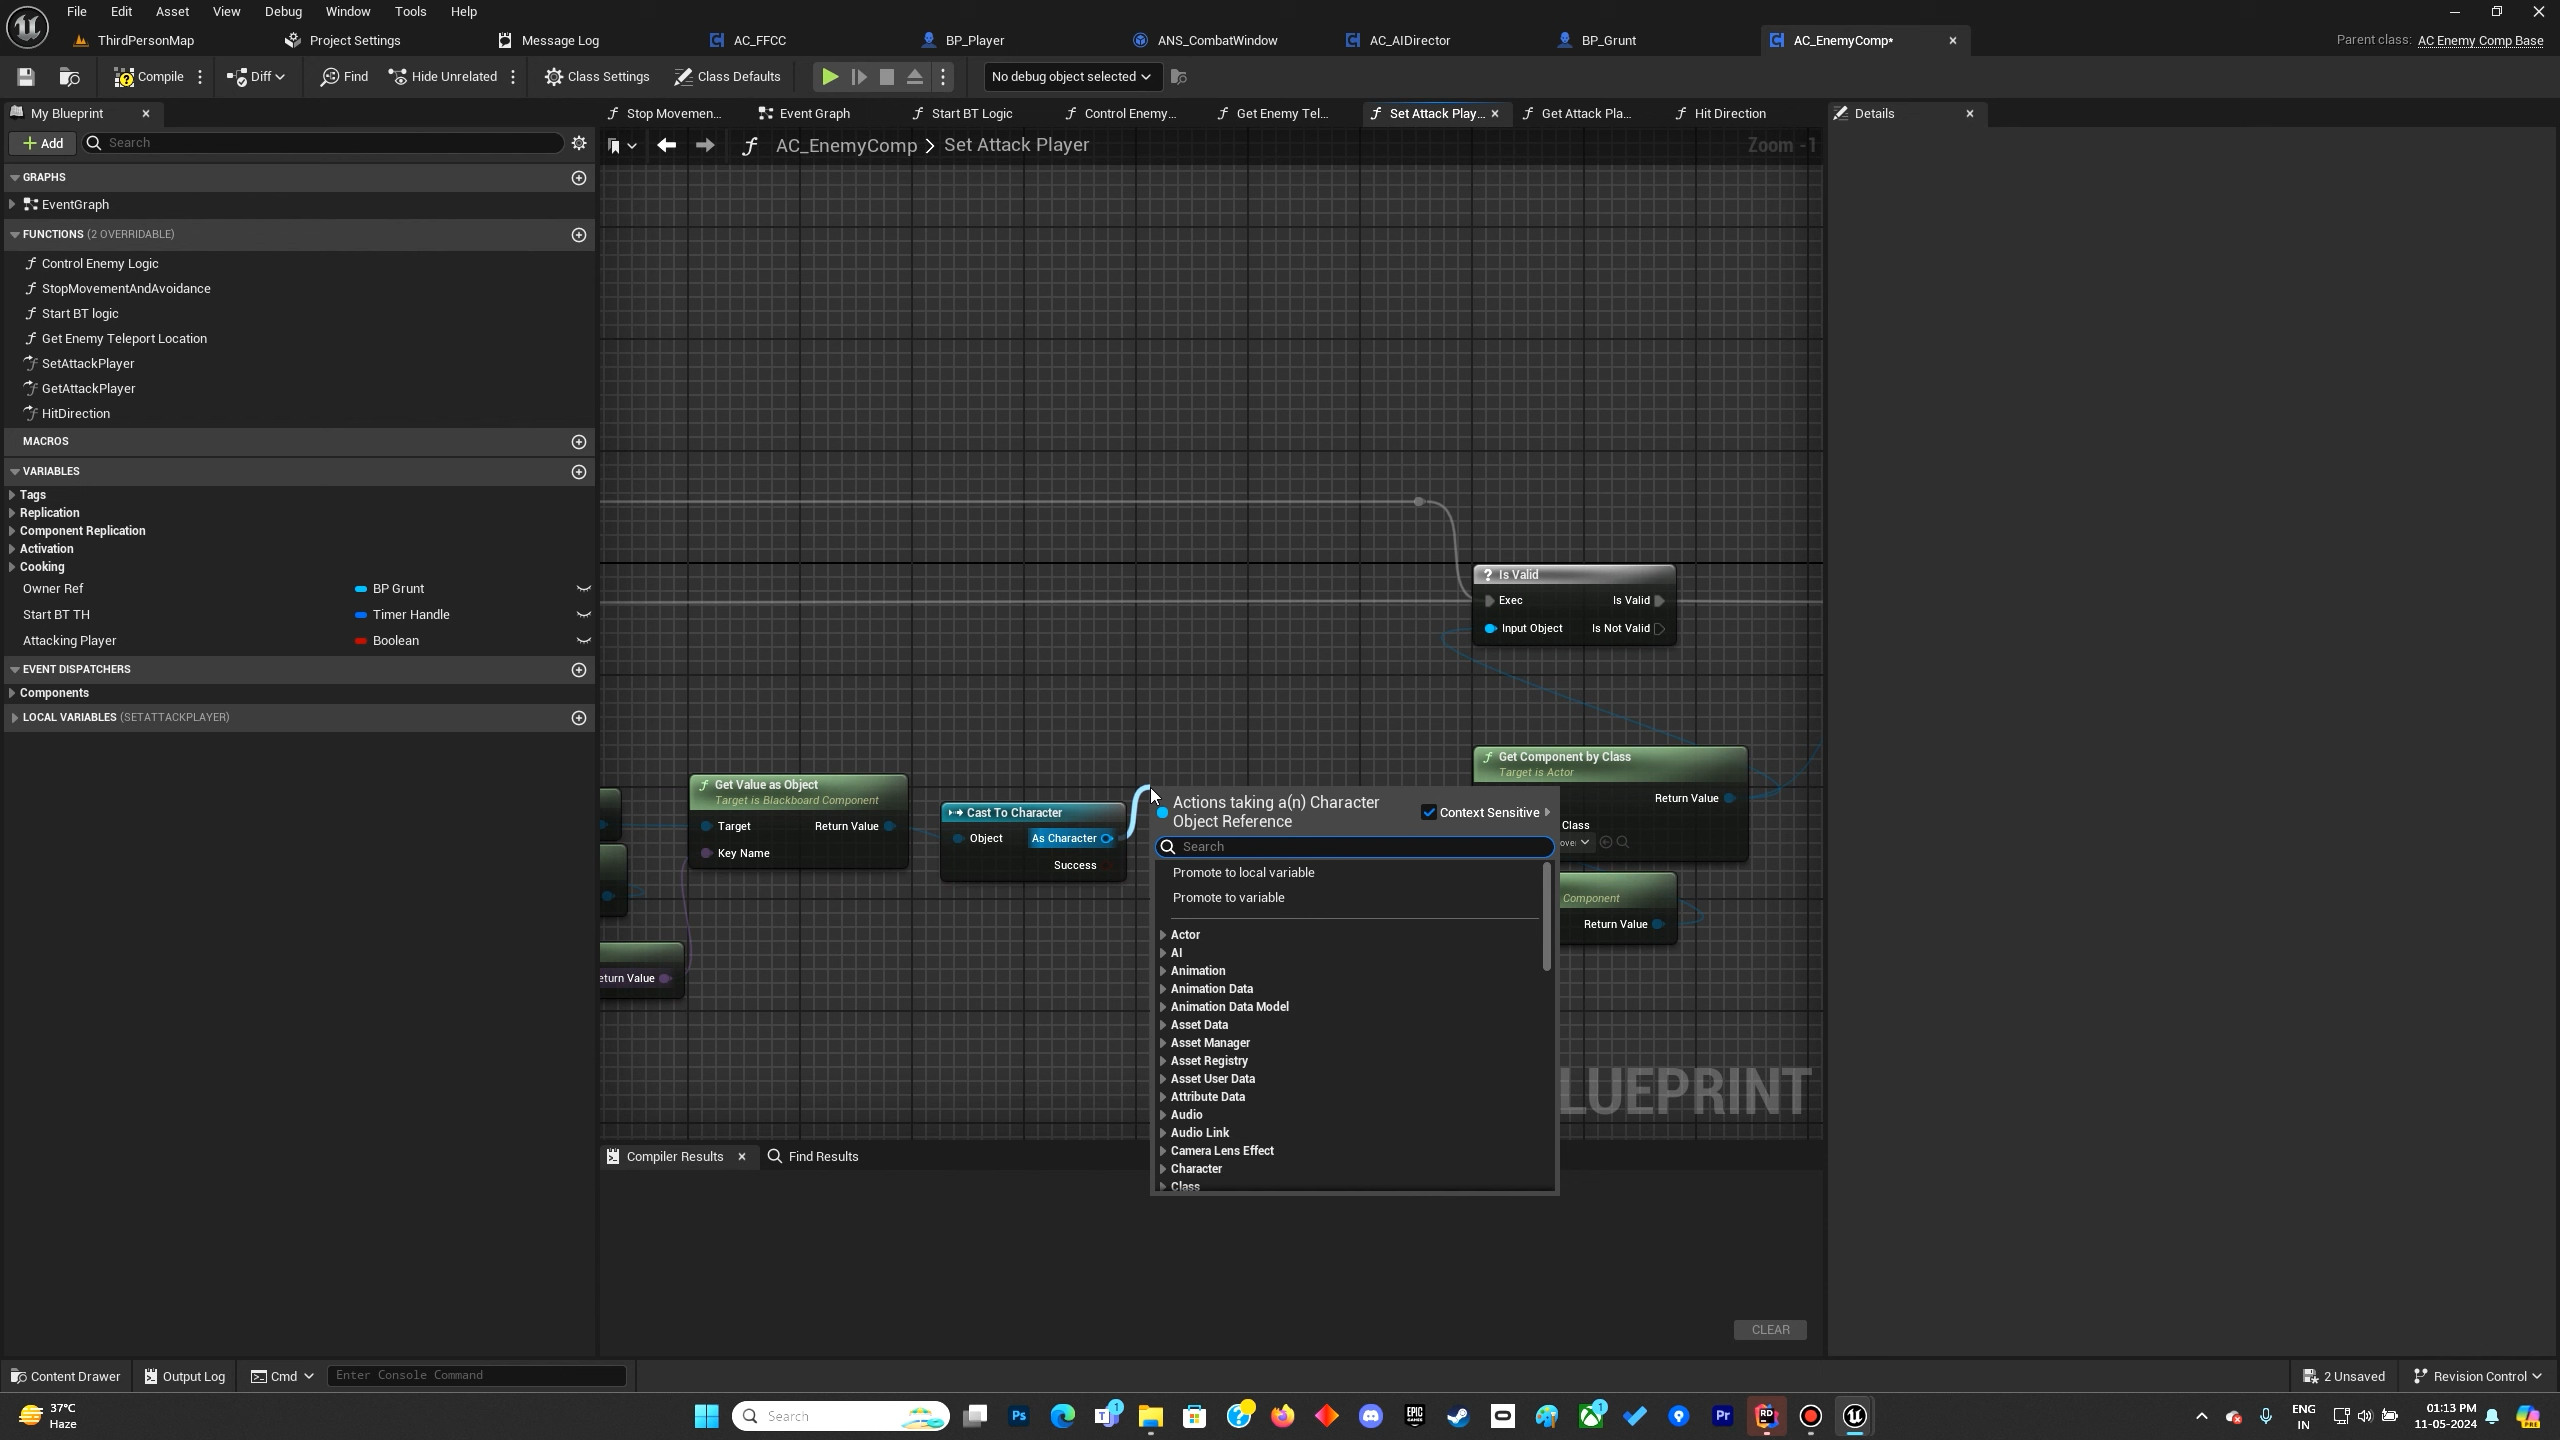 File Edit Asset View Debug Window Tools Help
ThirdPersonMap Project Settings Message Log AC_FFCC BP_Player ANS_CombatWindow AC_AIDirector BP_Grunt AC_EnemyComp*
Parent class: AC Enemy Comp Base
Compile Diff Find Hide Unrelated Class Settings Class Defaults No debug object selected
My Blueprint
Stop Movemen... Event Graph Start BT Logic Control Enemy... Get Enemy Tel... Set Attack Play... Get Attack Pla... Hit Direction
Details
Add Search
AC_EnemyComp > Set Attack Player
Zoom -1
GRAPHS
EventGraph
FUNCTIONS (2 OVERRIDABLE)
Control Enemy Logic
StopMovementAndAvoidance
Start BT logic
Get Enemy Teleport Location
SetAttackPlayer
GetAttackPlayer
HitDirection
MACROS
VARIABLES
Tags
Replication
Component Replication
Activation
Cooking
Owner Ref BP Grunt
Start BT TH Timer Handle
Attacking Player Boolean
EVENT DISPATCHERS
Components
LOCAL VARIABLES (SETATTACKPLAYER)
? Is Valid
Exec Is Valid
Input Object Is Not Valid
Get Component by Class
Target is Actor
Return Value
Class
Component
Return Value
Get Value as Object
Target is Blackboard Component
Target Return Value
Key Name
Cast To Character
Object As Character
Success
Return Value
Actions taking a(n) Character
Object Reference
Context Sensitive
Search
Promote to local variable
Promote to variable
Actor
AI
Animation
Animation Data
Animation Data Model
Asset Data
Asset Manager
Asset Registry
Asset User Data
Attribute Data
Audio
Audio Link
Camera Lens Effect
Character
Class
LUEPRINT
Compiler Results Find Results
CLEAR
Content Drawer Output Log Cmd Enter Console Command
2 Unsaved Revision Control
37°C
Haze
Search
Ps
EPIC
GAMES
Pr
RD
ENG
IN
01:13 PM
11-05-2024
PRE